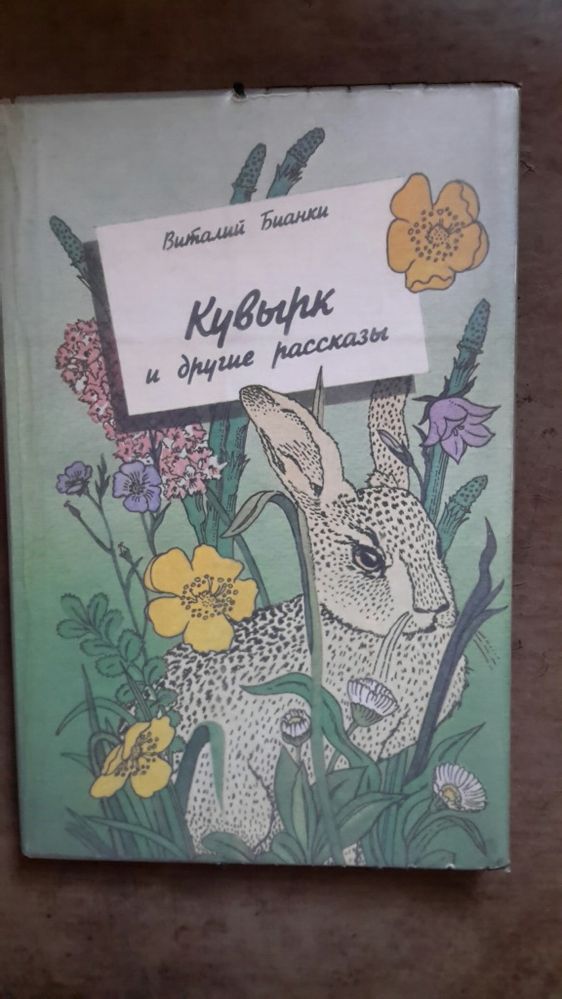 Виталий Бианки
Кувырк
и другие рассказы